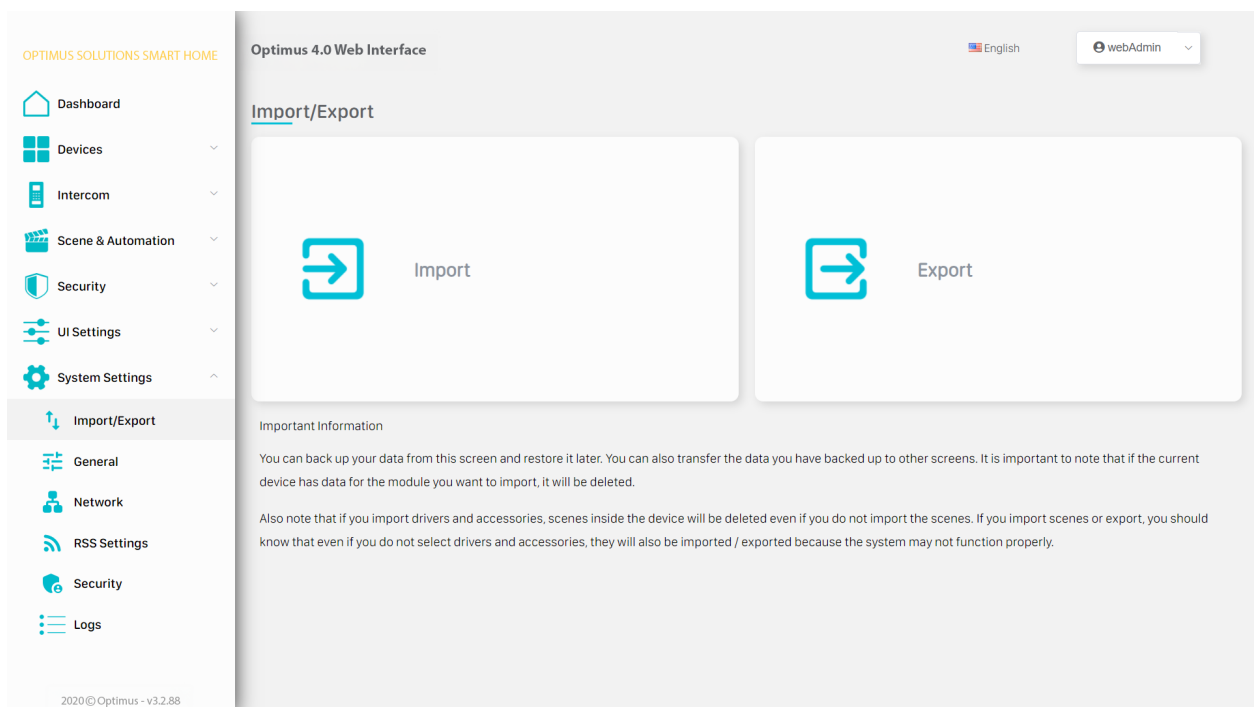 OPTIMUS SOLUTIONS SMART HOME
Dashboard
Devices
Intercom
Scene & Automation
Security
UI Settings
System Settings
Import/Export
General
Network
RSS Settings
Security
Logs
2020 © Optimus - v3.2.88
Optimus 4.0 Web Interface
English
webAdmin
Import/Export
Import
Export
Important Information
You can back up your data from this screen and restore it later. You can also transfer the data you have backed up to other screens. It is important to note that if the current
device has data for the module you want to import, it will be deleted.
Also note that if you import drivers and accessories, scenes inside the device will be deleted even if you do not import the scenes. If you import scenes or export, you should
know that even if you do not select drivers and accessories, they will also be imported / exported because the system may not function properly.